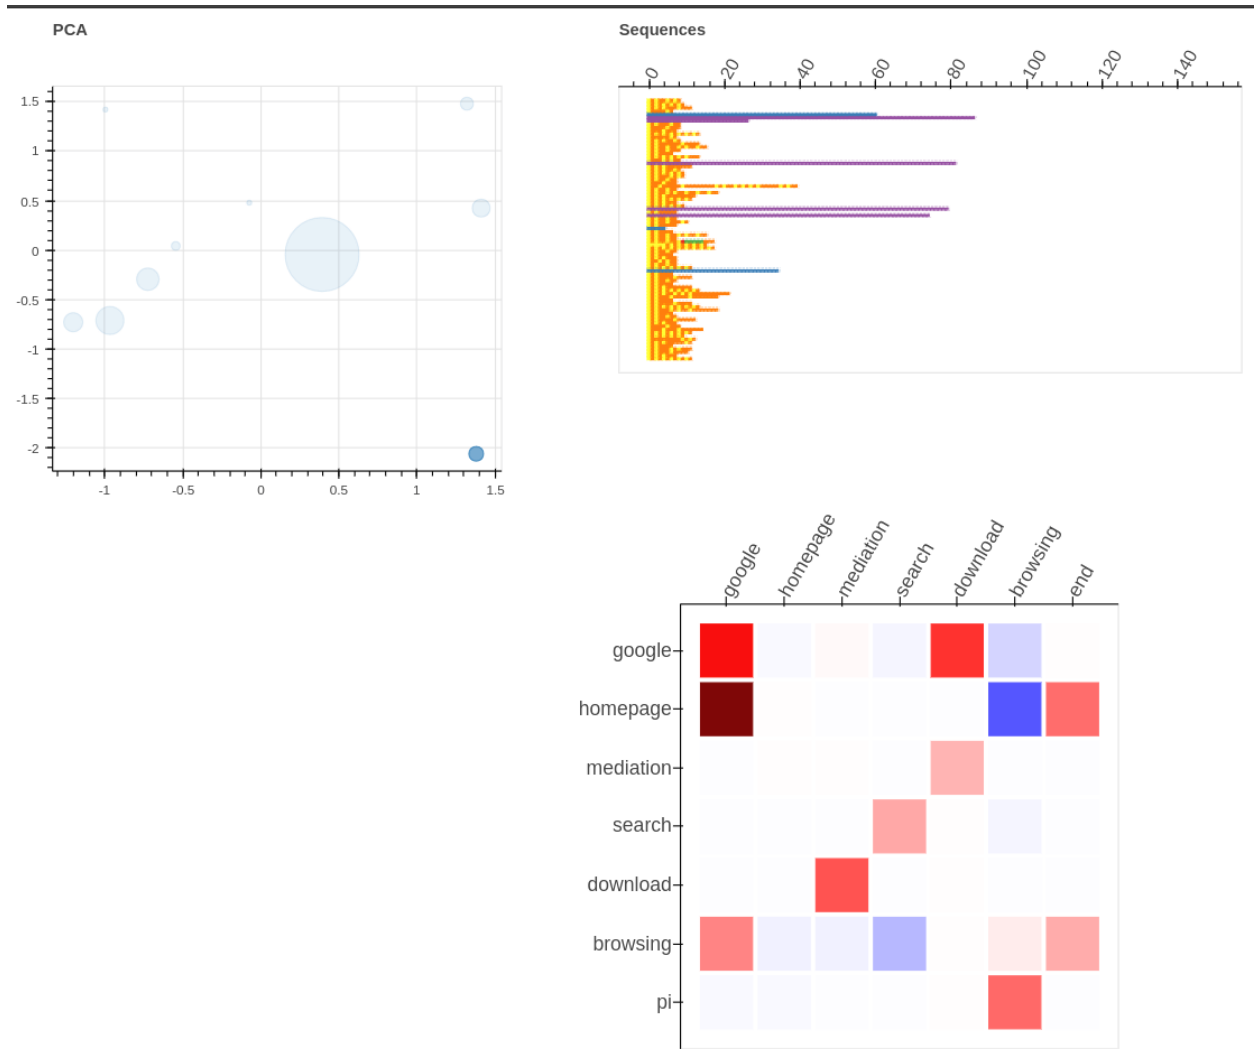 PCA
1.5
1
0.5
0
-0.5
-1
-1.5
-2
-1 -0.5 0 0.5 1 1.5
Sequences
0 20 40 60 80 100 120 140
google homepage mediation search download browsing end
google
homepage
mediation
search
download
browsing
pi